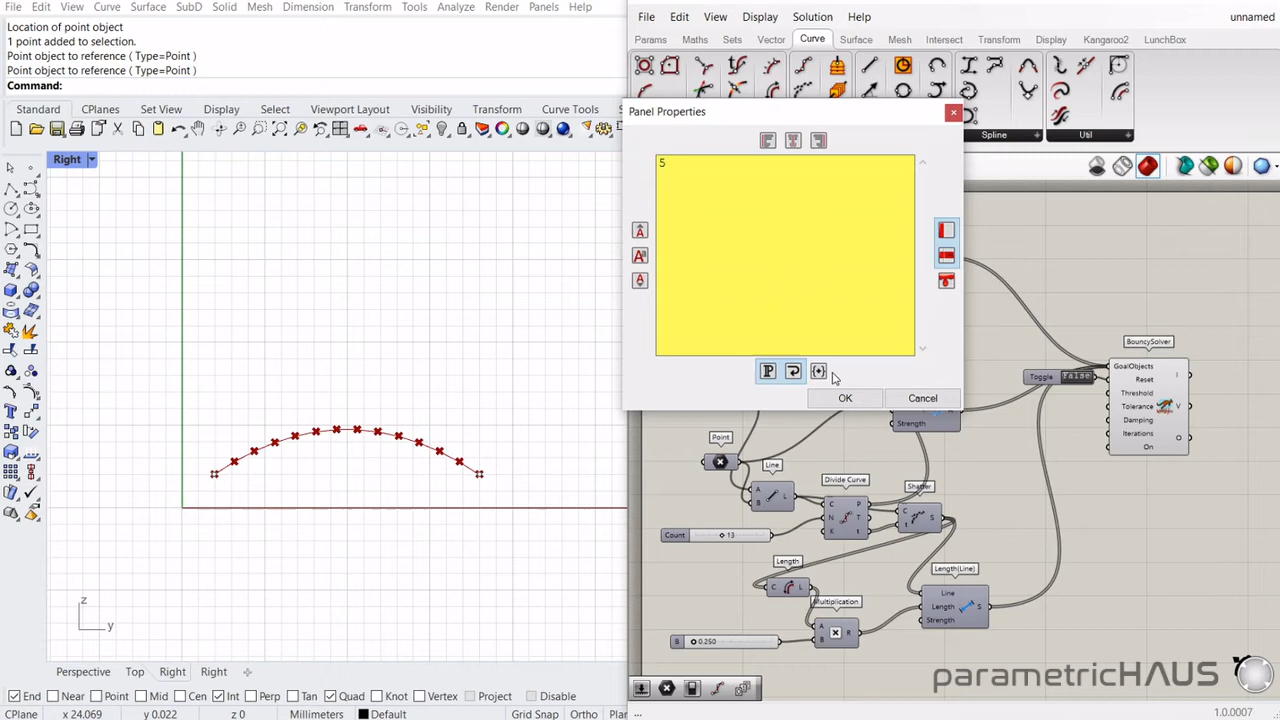 File Edit View Curve Surface SubD Solid Mesh Dimension Transform Tools Analyze Render Panels Help
Location of point object
1 point added to selection.
Point object to reference ( Type=Point )
Point object to reference ( Type=Point )
Command:
Standard CPlanes Set View Display Select Viewport Layout Visibility Transform Curve Tools
Right
z
y
Perspective Top Right Right
End Near Point Mid Cen Int Perp Tan Quad Knot Vertex Project Disable
CPlane x 24.069 y 0.022 z 0 Millimeters Default Grid Snap Ortho
File Edit View Display Solution Help unnamed
Params Maths Sets Vector Curve Surface Mesh Intersect Transform Display Kangaroo2 LunchBox
Spline Util
Panel Properties
5
OK Cancel
BouncySolver
GoalObjects
Reset
Threshold
Tolerance
Damping
Iterations
On
I
V
O
Toggle False
Strength
Point
Line
A
B
L
Divide Curve
C
N
K
P
T
t
Shatter
C
t
S
Count 13
Length
C L
Multiplication
A
B
R
B 0.250
Length(Line)
Line
Length
Strength
S
parametricHAUS
1.0.0007